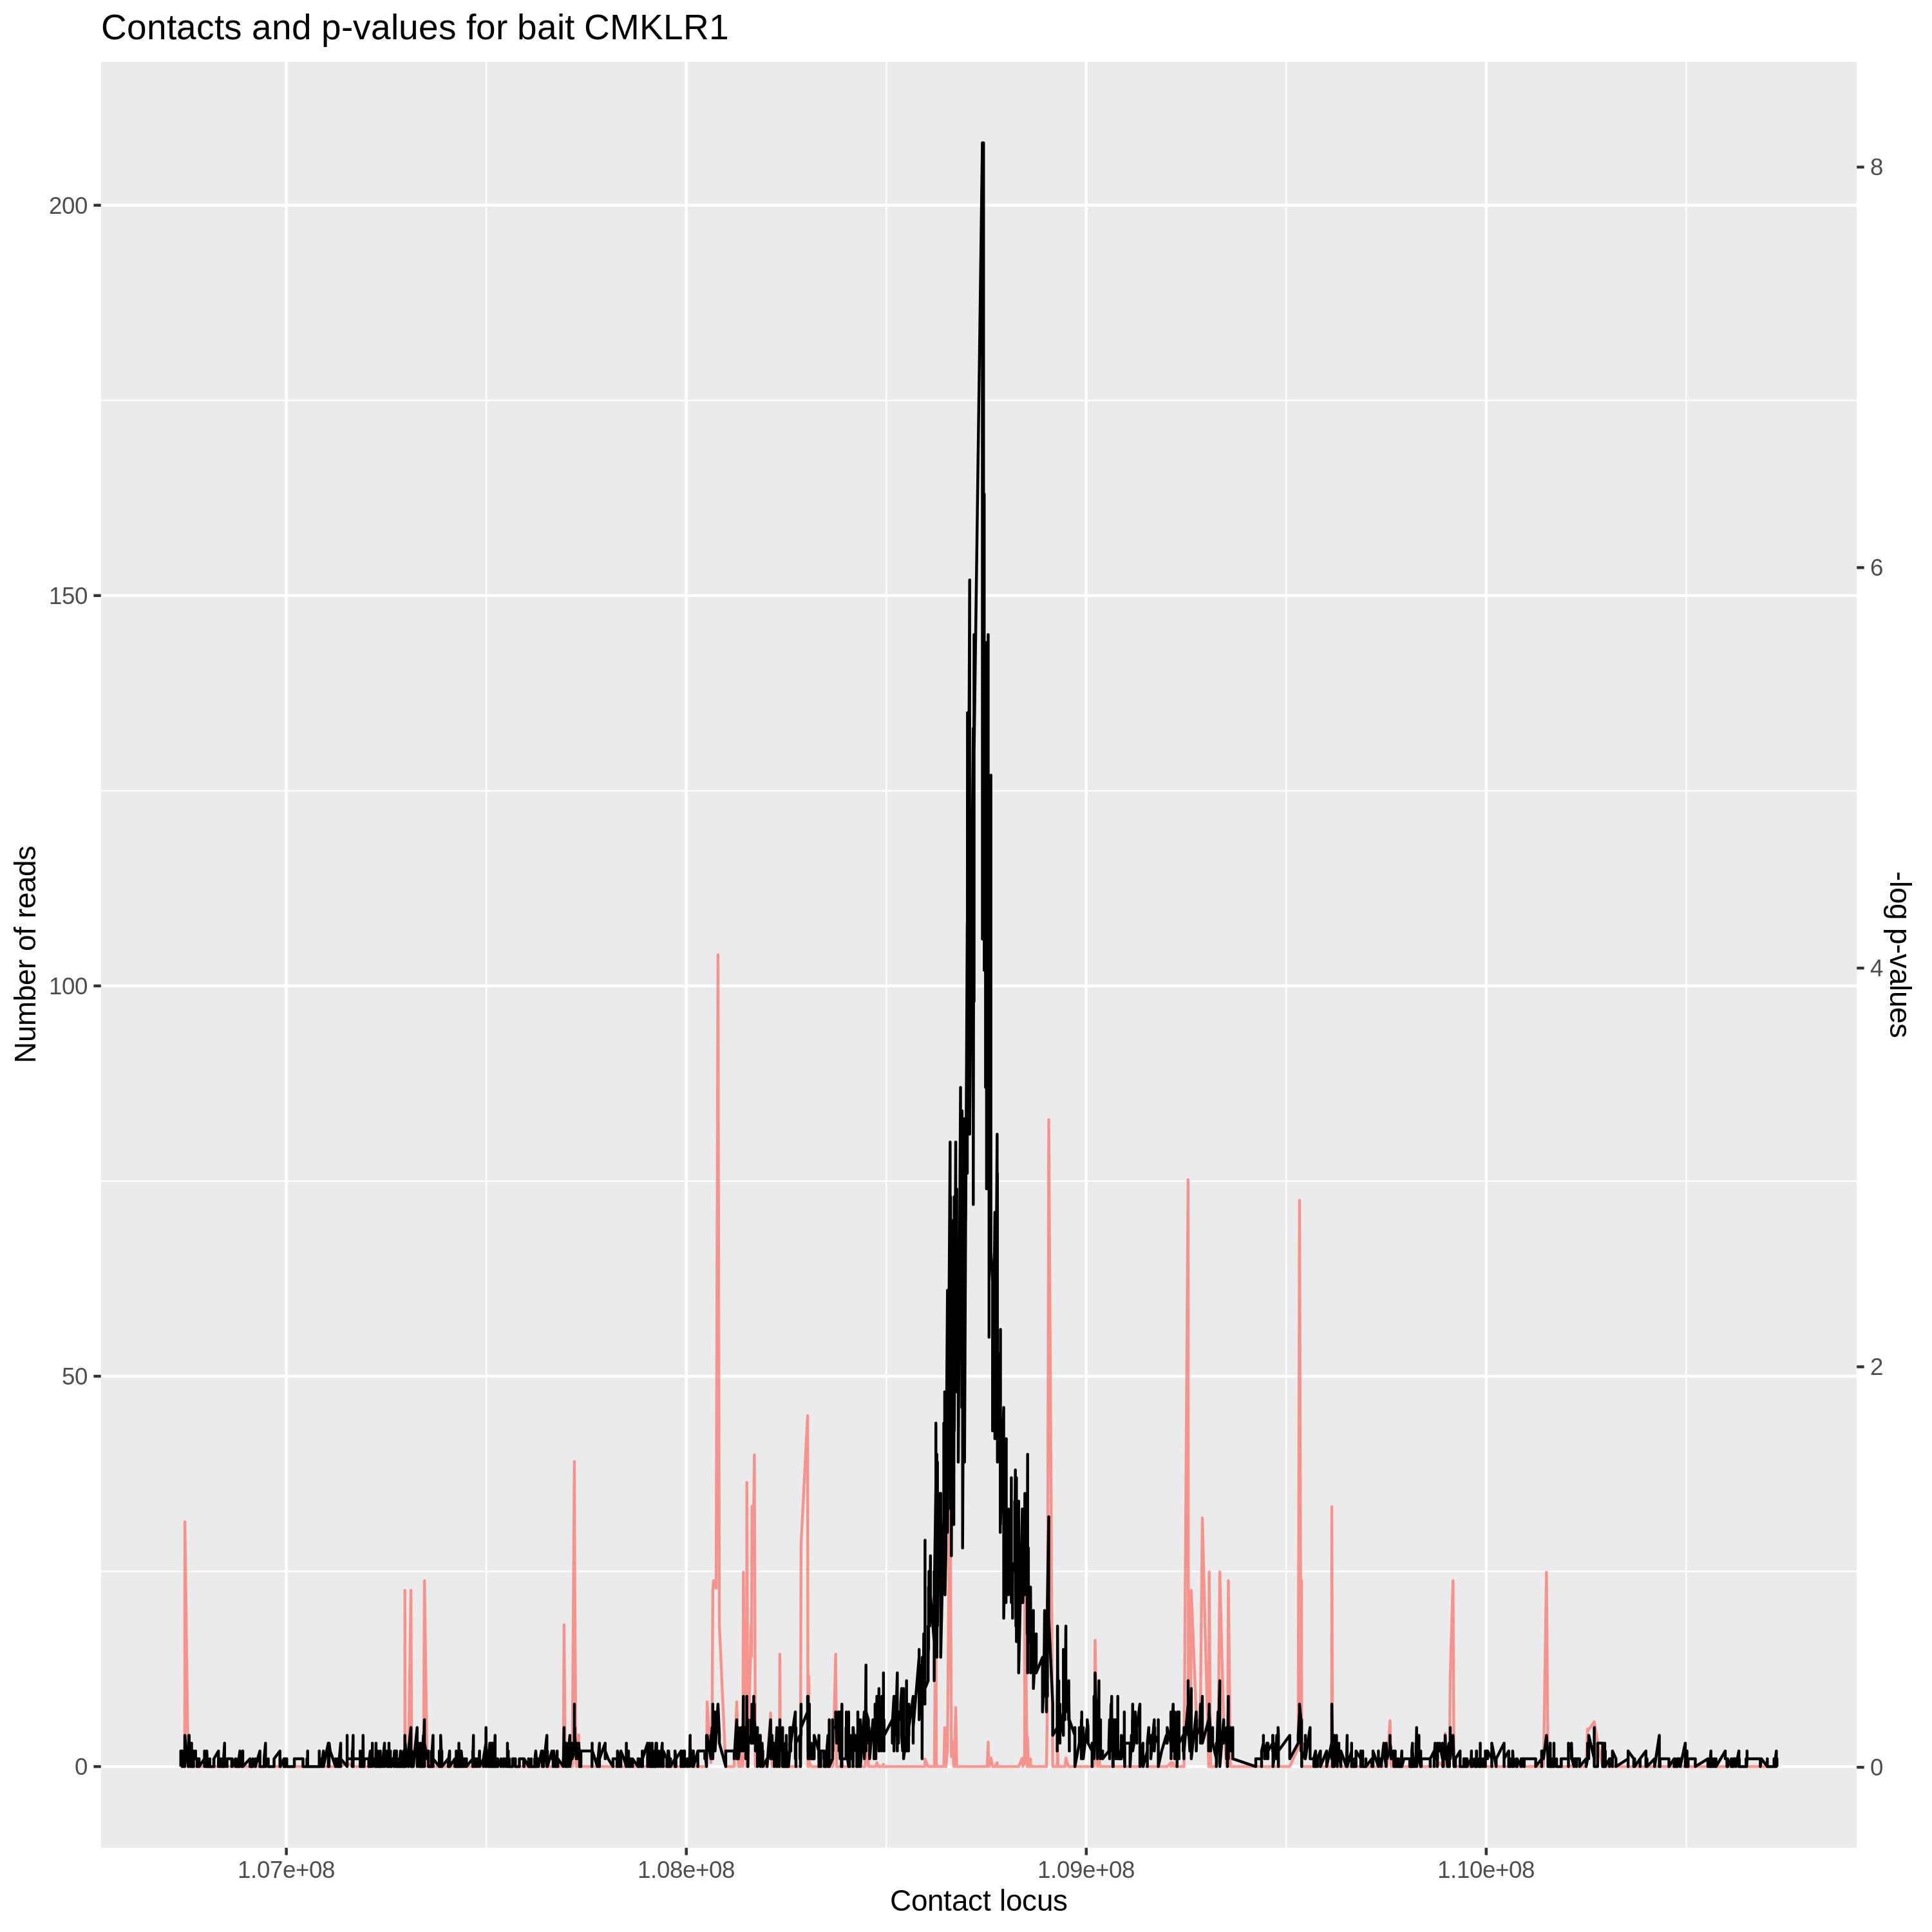 Contacts and p-values for bait CMKLR1
Number of reads
200
150
100
50
0
8
6
4
2
0
-log p-values
1.07e+08
1.08e+08
1.09e+08
1.10e+08
Contact locus